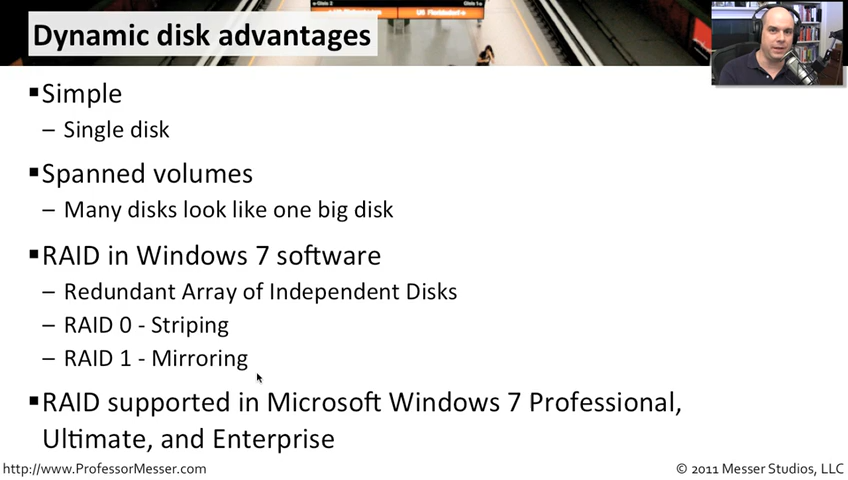 Dynamic disk advantages
▪Simple
– Single disk
▪Spanned volumes
– Many disks look like one big disk
▪RAID in Windows 7 software
– Redundant Array of Independent Disks
– RAID 0 - Striping
– RAID 1 - Mirroring
▪RAID supported in Microsoft Windows 7 Professional,
Ultimate, and Enterprise
http://www.ProfessorMesser.com
© 2011 Messer Studios, LLC